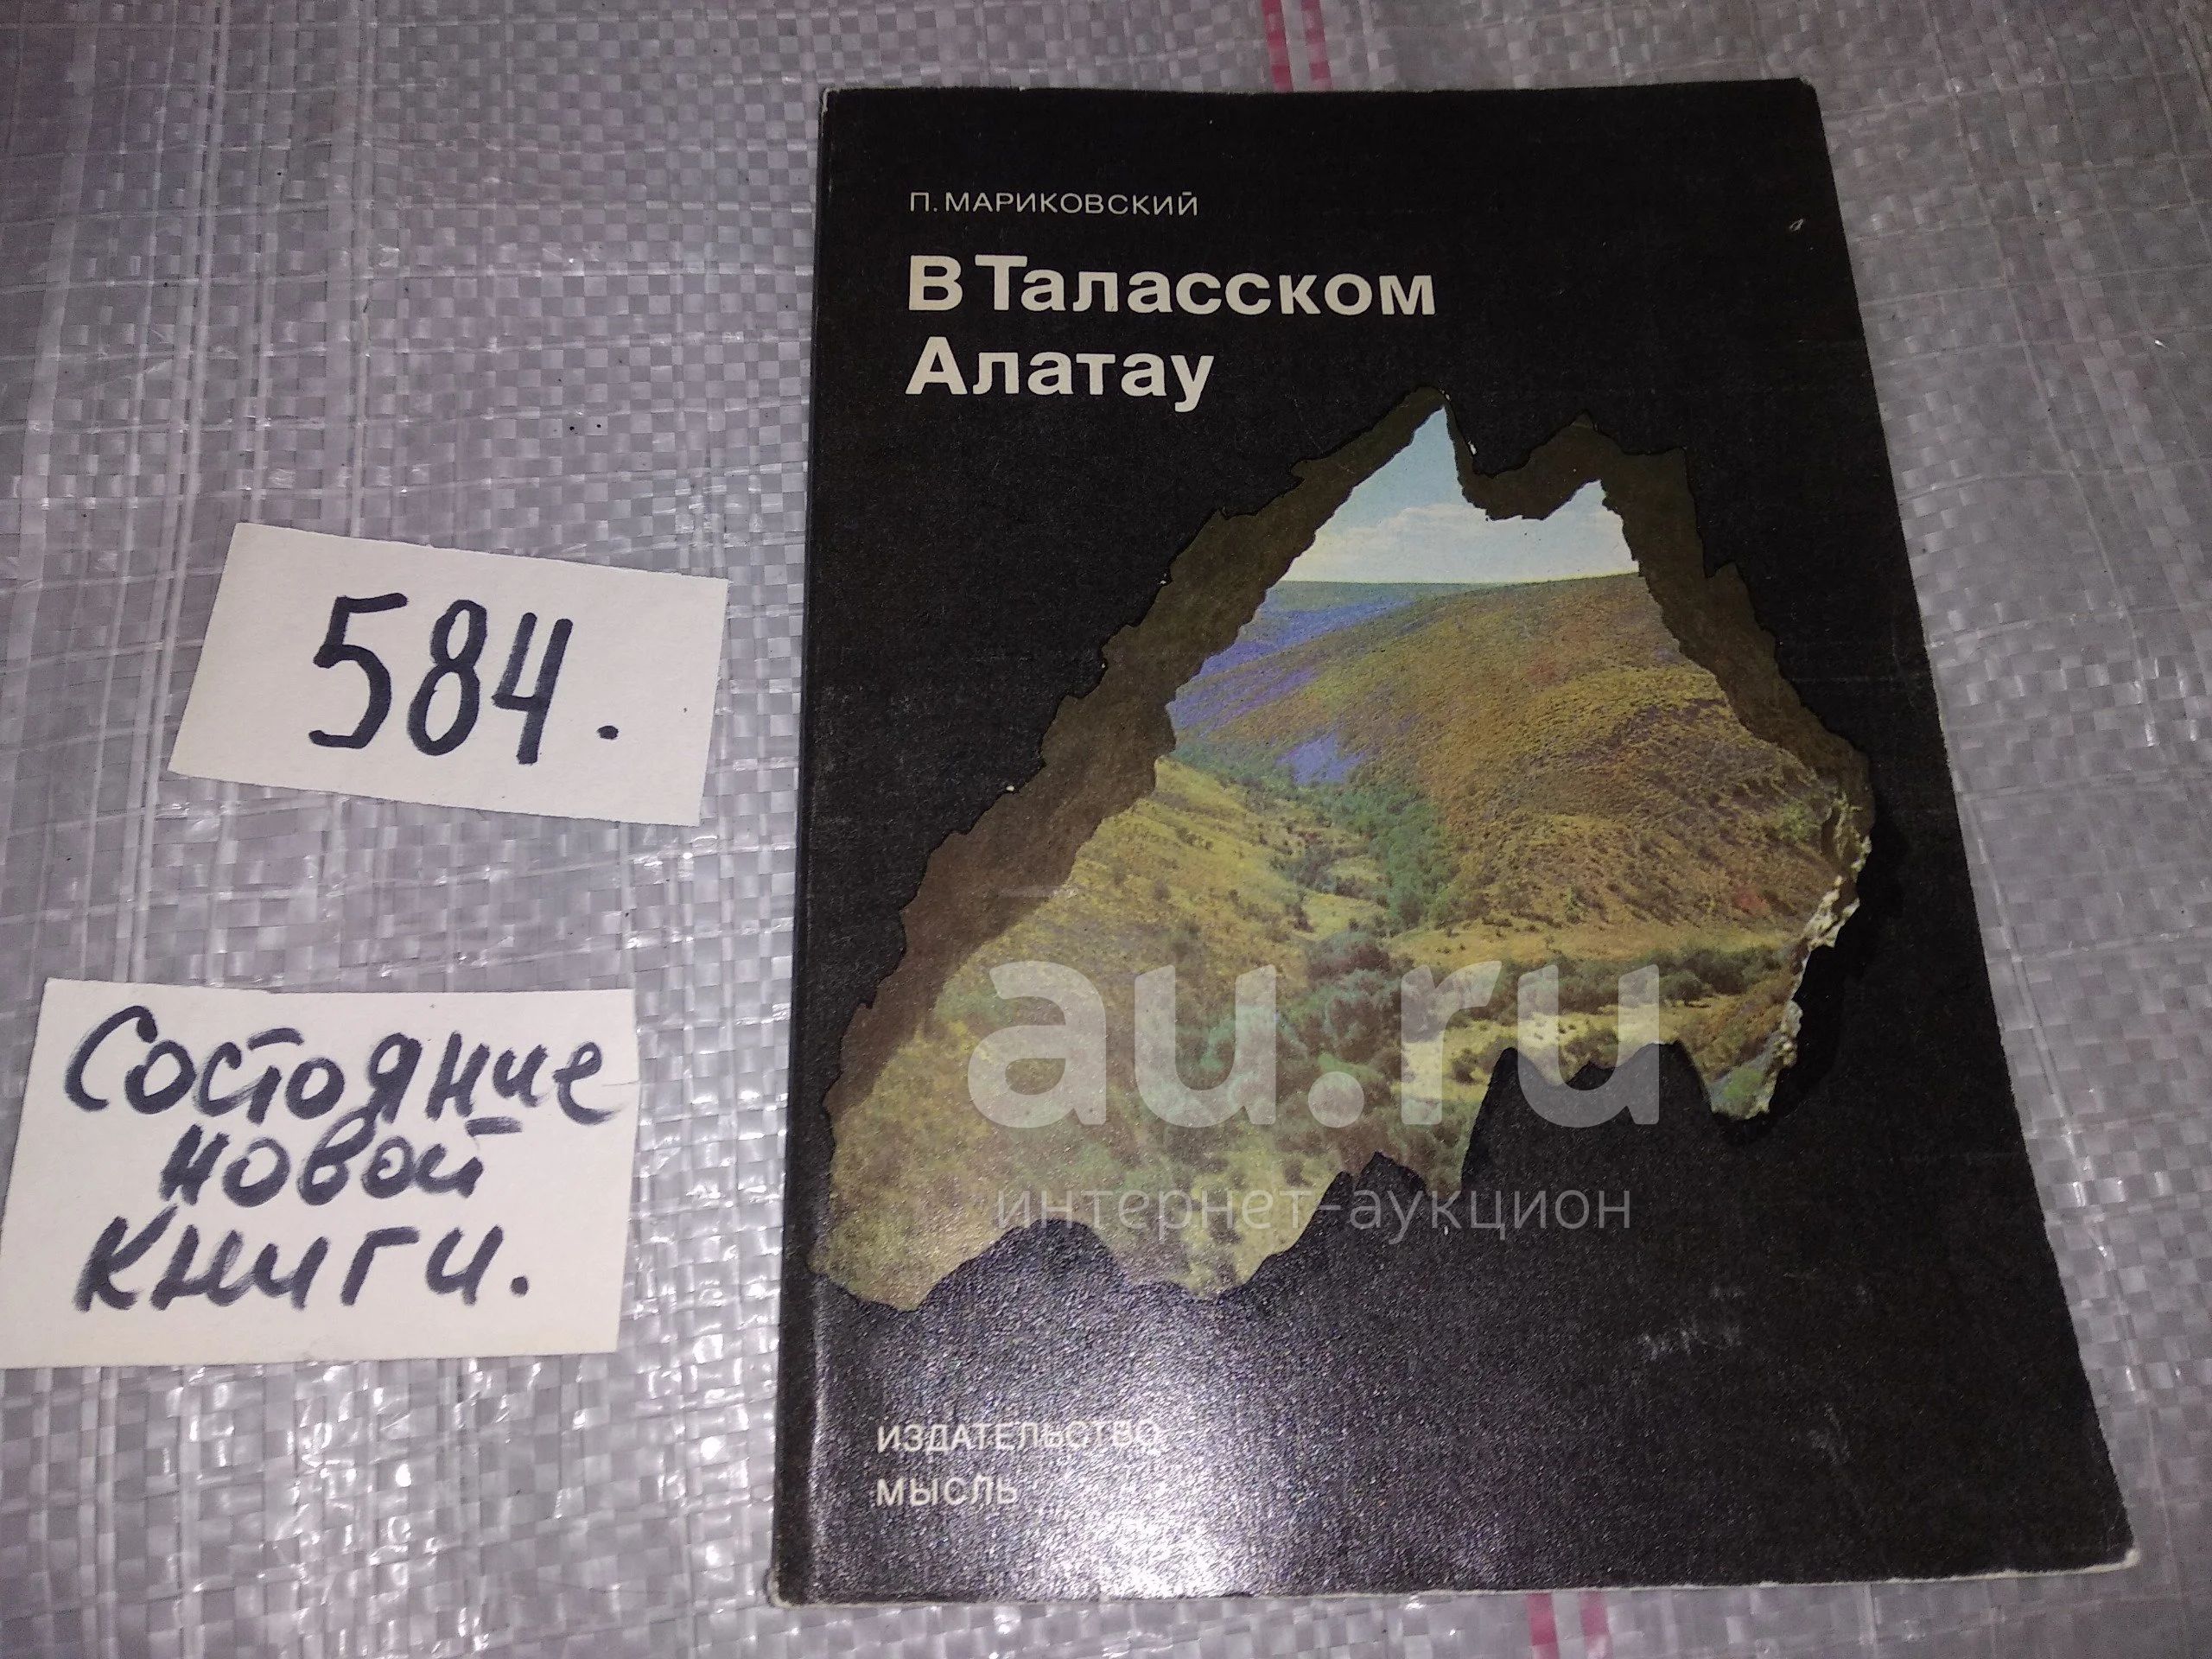 П. МАРИКОВСКИЙ
В Таласском
Алатау
584.
Состояние
новой
книги.
au.ru
интернет-аукцион
ИЗДАТЕЛЬСТВО
МЫСЛЬ